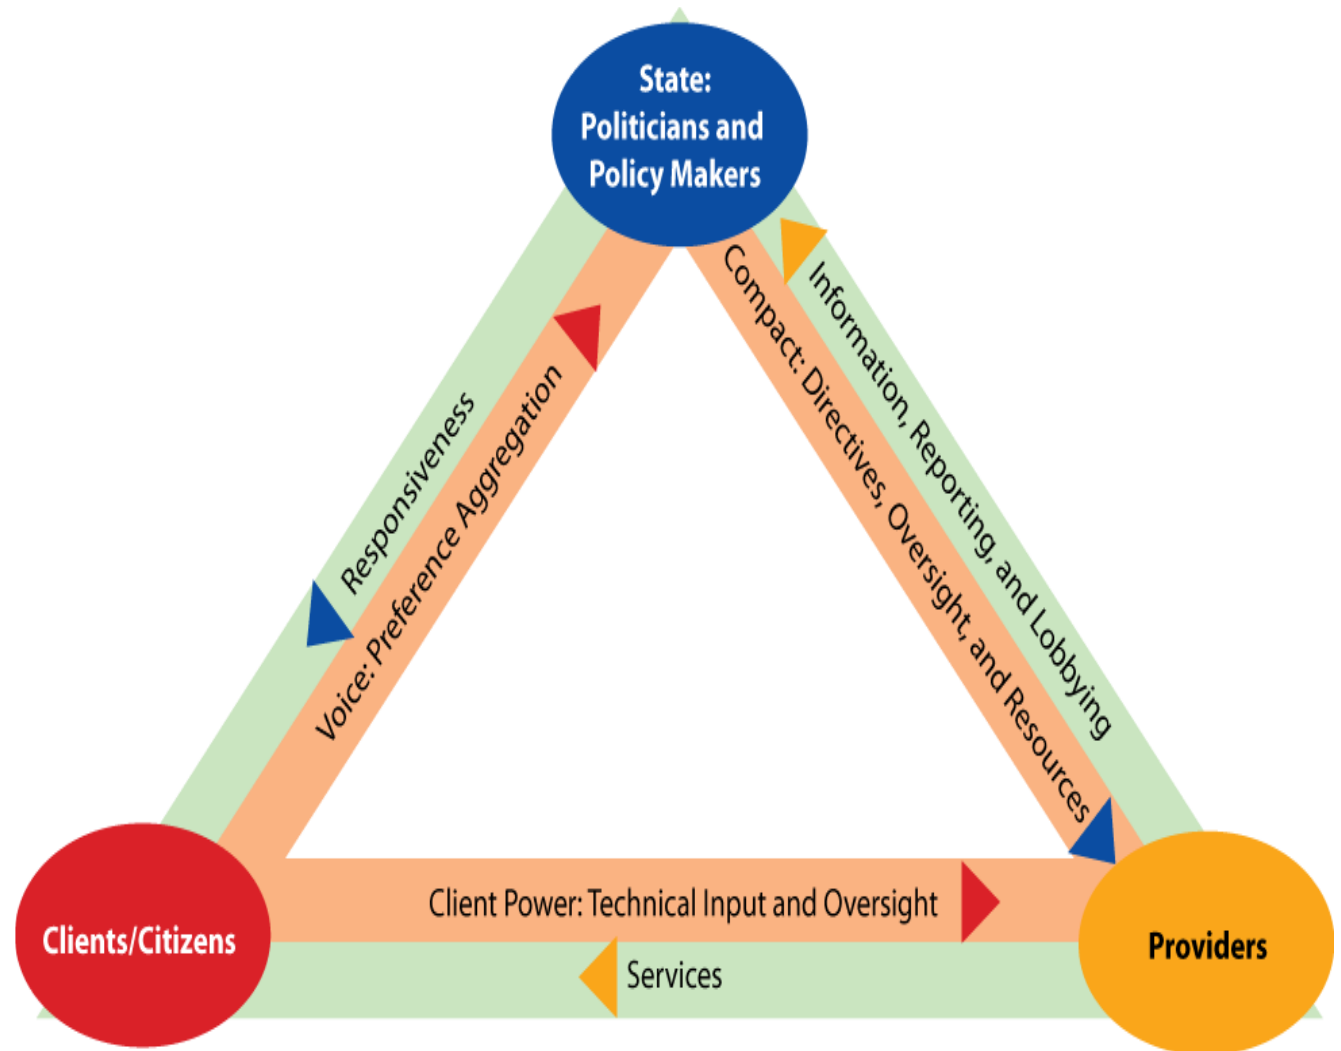 State:
Politicians and
Policy Makers
Responsiveness
Voice: Preference Aggregation
Compact: Directives, Oversight, and Resources
Information, Reporting, and Lobbying
Client Power: Technical Input and Oversight
Services
Clients/Citizens
Providers